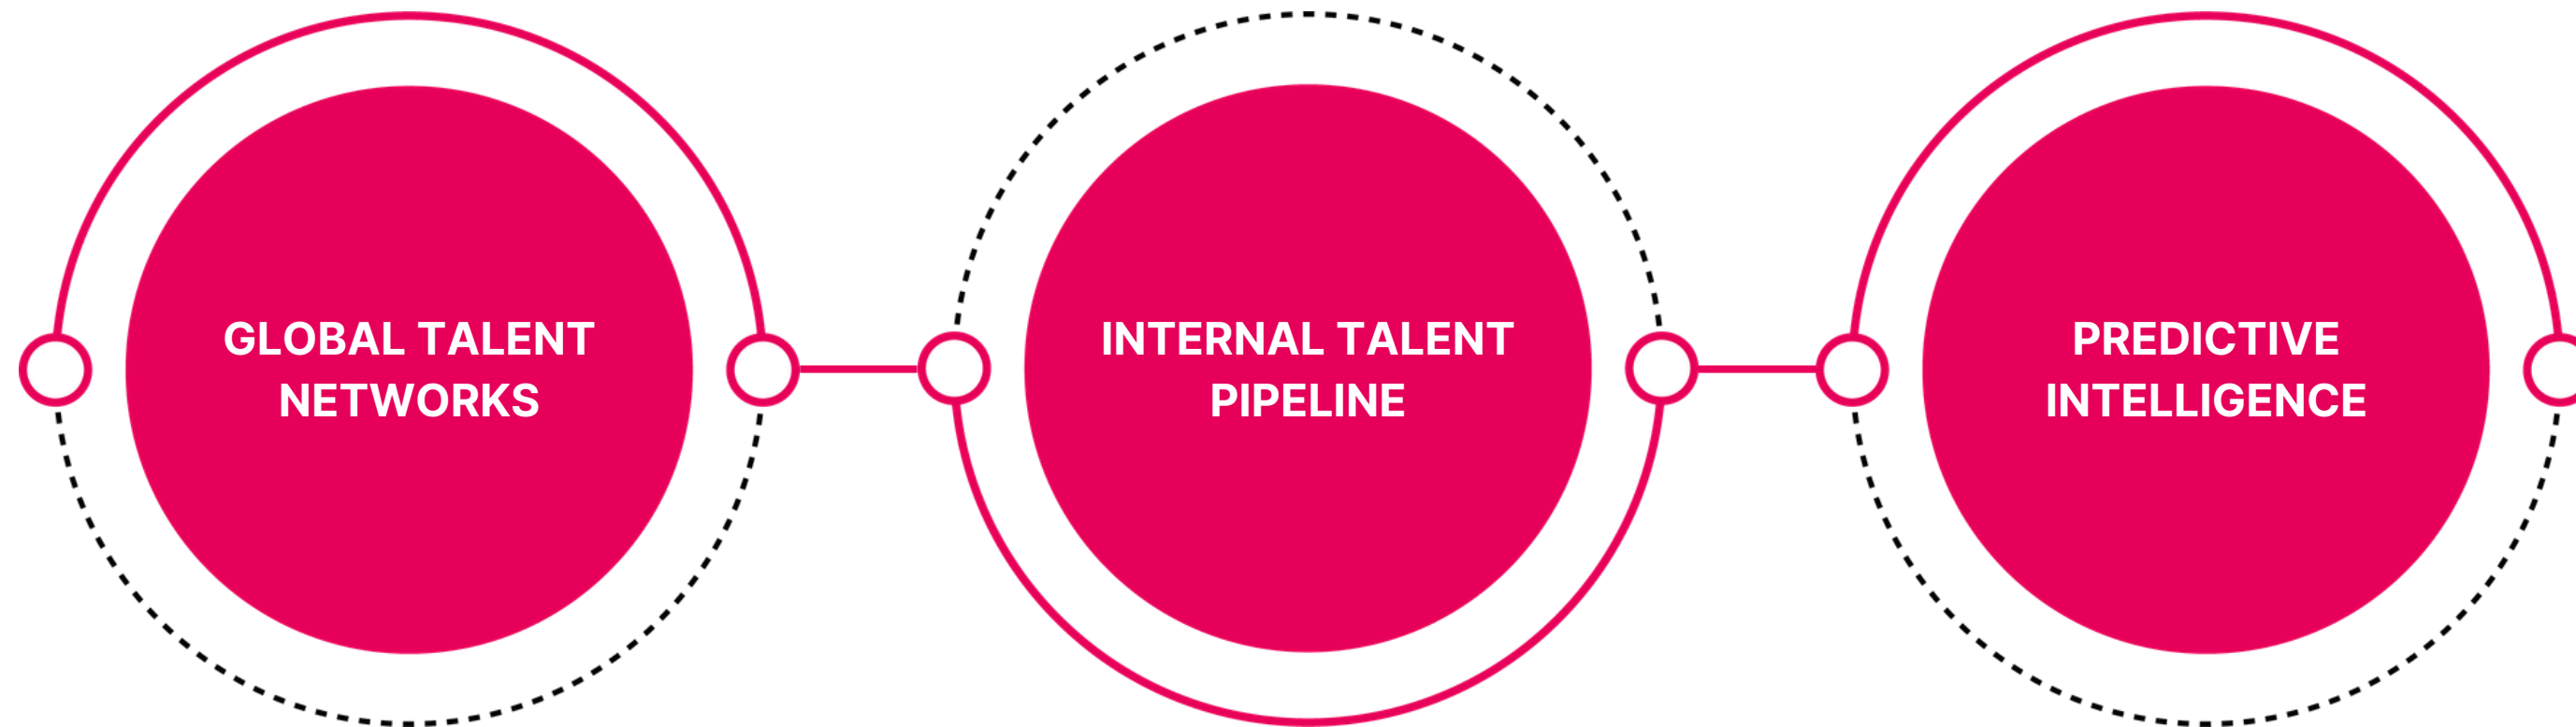 GLOBAL TALENT
NETWORKS
INTERNAL TALENT
PIPELINE
PREDICTIVE
INTELLIGENCE